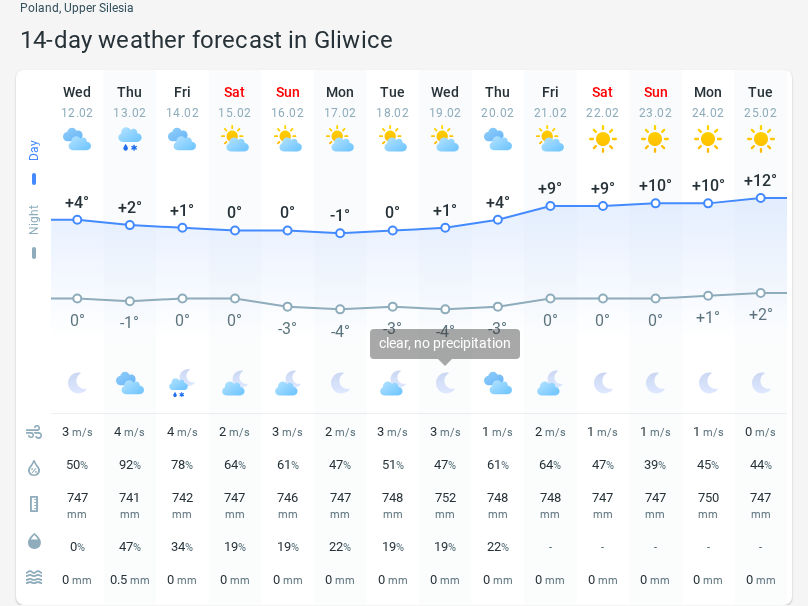 Poland, Upper Silesia
14-day weather forecast in Gliwice
Wed Thu Fri Sat Sun Mon Tue Wed Thu Fri Sat Sun Mon Tue
12.02 13.02 14.02 15.02 16.02 17.02 18.02 19.02 20.02 21.02 22.02 23.02 24.02 25.02
Day
+4° +2° +1° 0° 0° -1° 0° +1° +4° +9° +9° +10° +10° +12°
Night
0° -1° 0° 0° -3° -4° -3° -4° -3° 0° 0° 0° +1° +2°
clear, no precipitation
3 m/s 4 m/s 4 m/s 2 m/s 3 m/s 2 m/s 3 m/s 3 m/s 1 m/s 2 m/s 1 m/s 1 m/s 1 m/s 0 m/s
50% 92% 78% 64% 61% 47% 51% 47% 61% 64% 47% 39% 45% 44%
747 741 742 747 746 747 748 752 748 748 747 747 750 747
mm mm mm mm mm mm mm mm mm mm mm mm mm mm
0% 47% 34% 19% 19% 22% 19% 19% 22% - - - - -
0 mm 0.5 mm 0 mm 0 mm 0 mm 0 mm 0 mm 0 mm 0 mm 0 mm 0 mm 0 mm 0 mm 0 mm